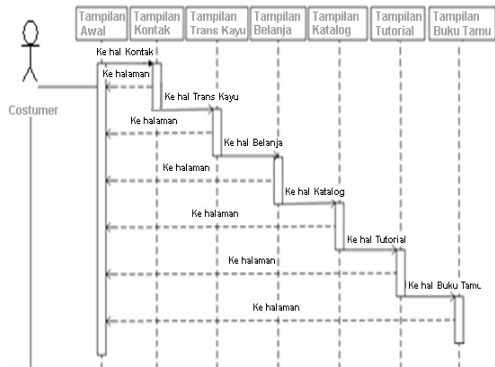 Tampilan Awal
Tampilan Kontak
Tampilan Trans Kayu
Tampilan Belanja
Tampilan Katalog
Tampilan Tutorial
Tampilan Buku Tamu
Costumer
Ke hal Kontak
Ke halaman
Ke hal Trans Kayu
Ke halaman
Ke hal Belanja
Ke halaman
Ke hal Katalog
Ke halaman
Ke hal Tutorial
Ke halaman
Ke hal Buku Tamu
Ke halaman